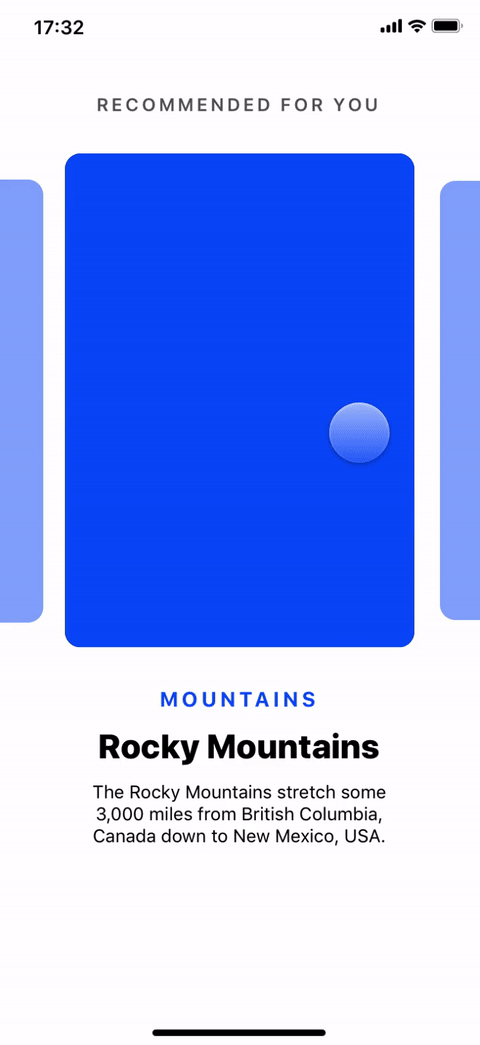 17:32
RECOMMENDED FOR YOU
MOUNTAINS
Rocky Mountains
The Rocky Mountains stretch some
3,000 miles from British Columbia,
Canada down to New Mexico, USA.